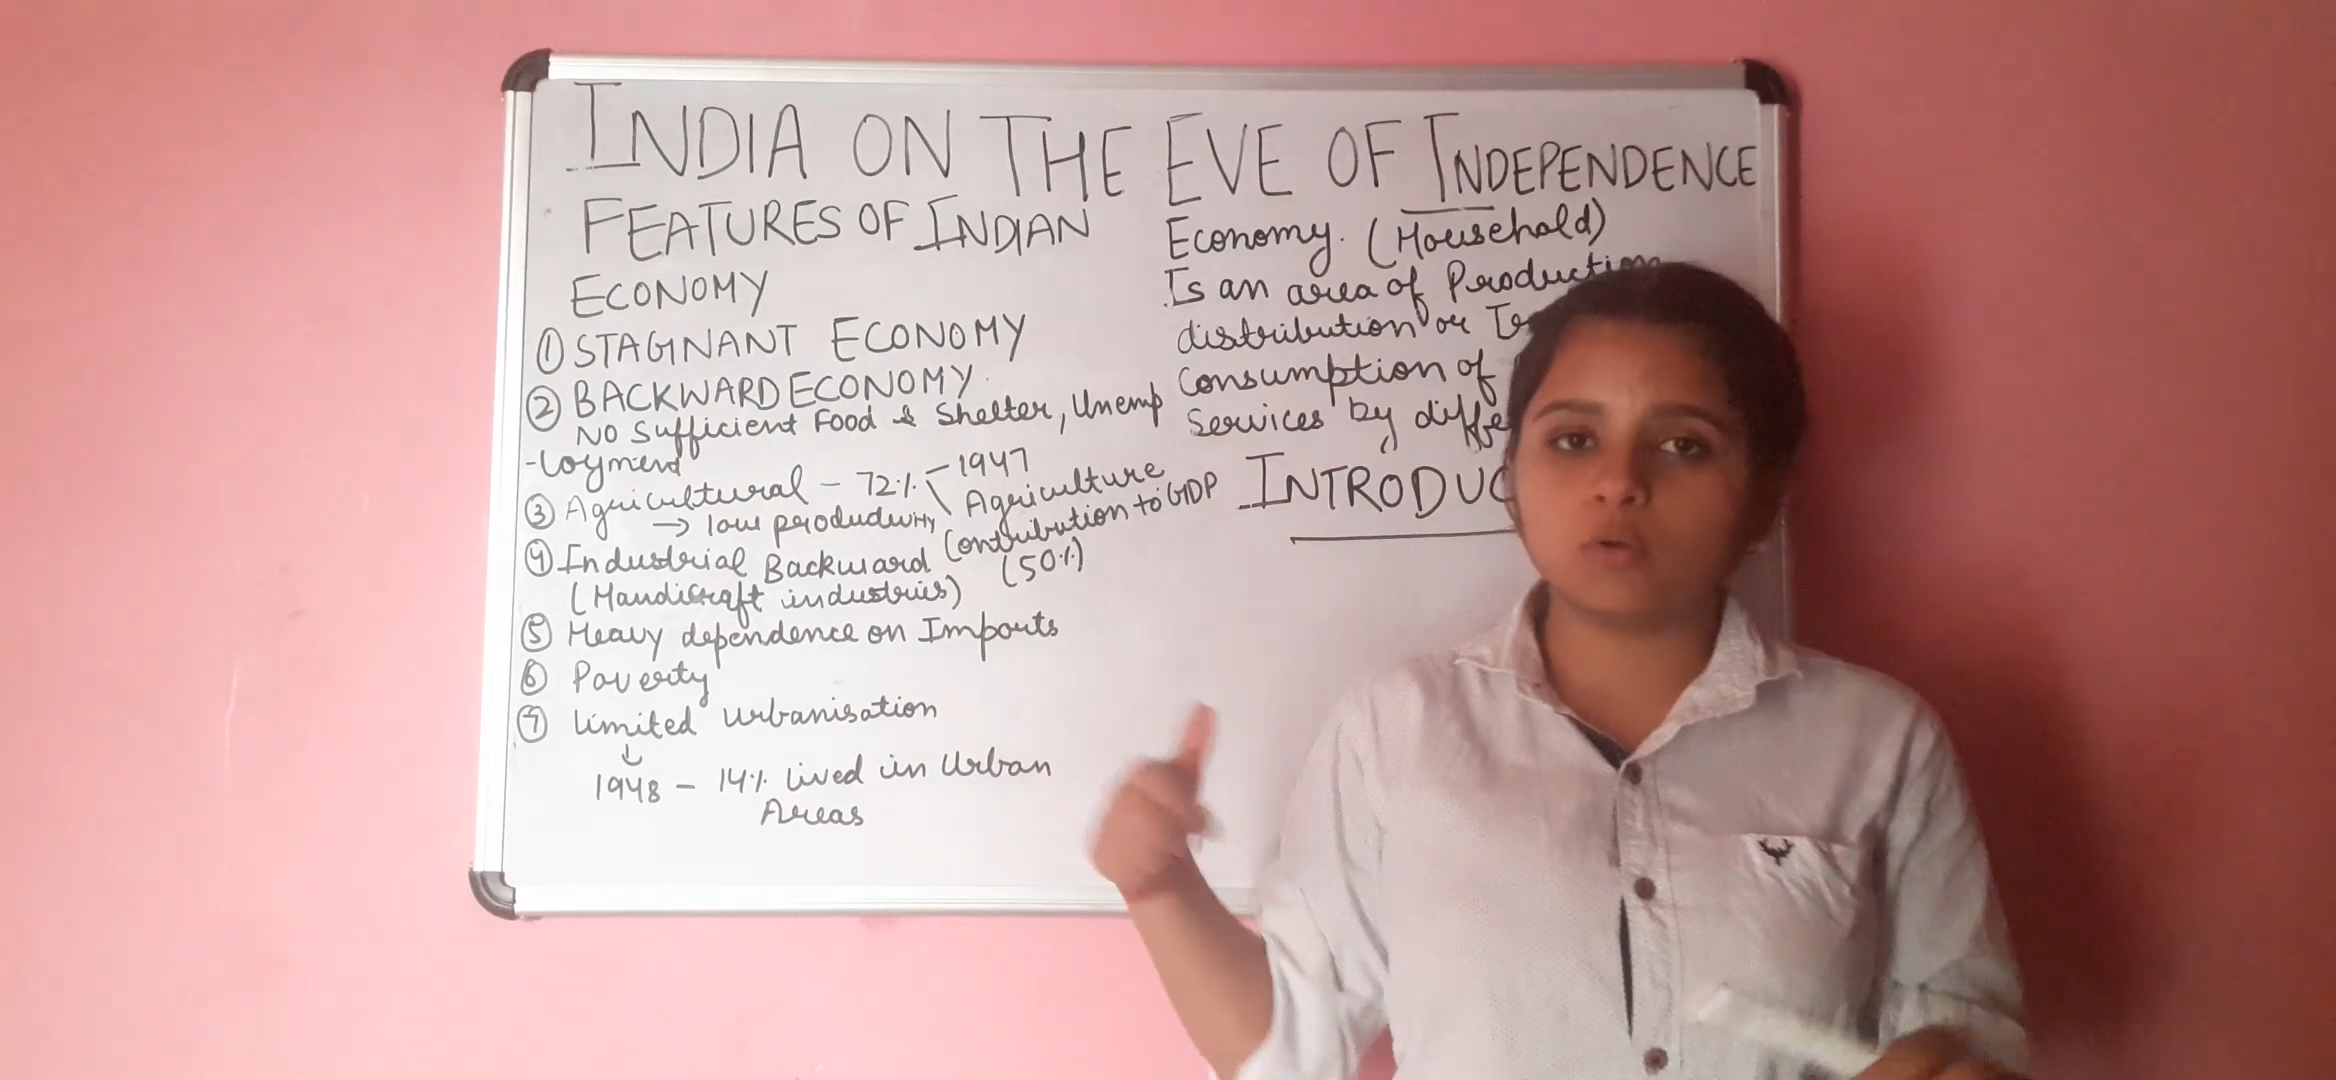 INDIA ON THE EVE OF INDEPENDENCE
FEATURES OF INDIAN
ECONOMY
① STAGNANT ECONOMY
② BACKWARD ECONOMY.
NO Sufficient Food & Shelter, Unemp
-loyment
③ Agricultural - 72% - 1947
→ low productivity
Agriculture
Contribution to GDP
(50%)
④ Industrial Backward
(Handicraft industries)
⑤ Heavy dependence on Imports
⑥ Poverty
⑦ limited urbanisation
↓
1948 - 14% lived in Urban
Areas
Economy. (Household)
Is an area of Production
distribution or
Consumption of
Services by
INTRODUC